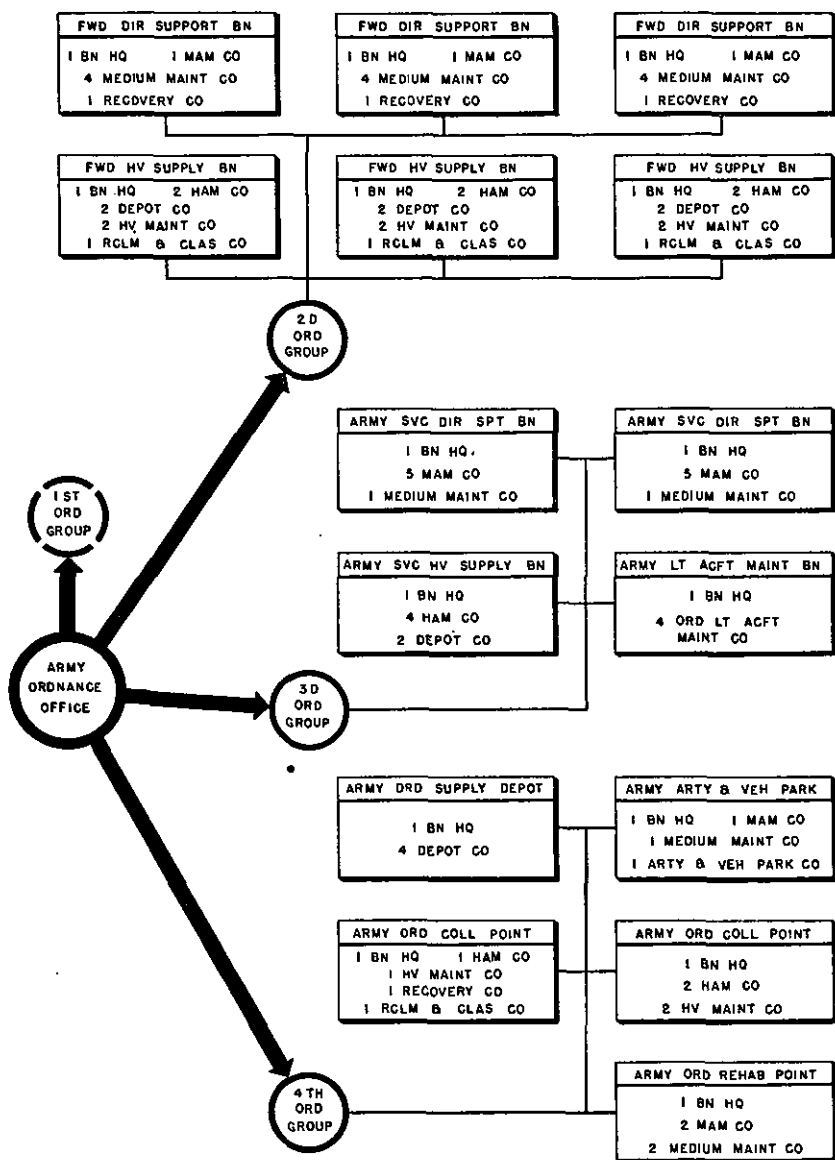 FWD DIR SUPPORT BN
1 BN HQ 1 MAM CO
4 MEDIUM MAINT CO
1 RECOVERY CO
FWD DIR SUPPORT BN
1 BN HQ 1 MAM CO
4 MEDIUM MAINT CO
1 RECOVERY CO
FWD DIR SUPPORT BN
1 BN HQ 1 MAM CO
4 MEDIUM MAINT CO
1 RECOVERY CO
FWD HV SUPPLY BN
1 BN HQ 2 HAM CO
2 DEPOT CO
2 HV MAINT CO
1 RCLM & CLAS CO
FWD HV SUPPLY BN
1 BN HQ 2 HAM CO
2 DEPOT CO
2 HV MAINT CO
1 RCLM & CLAS CO
FWD HV SUPPLY BN
1 BN HQ 2 HAM CO
2 DEPOT CO
2 HV MAINT CO
1 RCLM & CLAS CO
2D
ORD
GROUP
1ST
ORD
GROUP
ARMY
ORDNANCE
OFFICE
ARMY SVC DIR SPT BN
1 BN HQ
5 MAM CO
1 MEDIUM MAINT CO
ARMY SVC DIR SPT BN
1 BN HQ
5 MAM CO
1 MEDIUM MAINT CO
ARMY SVC HV SUPPLY BN
1 BN HQ
4 HAM CO
2 DEPOT CO
ARMY LT ACFT MAINT BN
1 BN HQ
4 ORD LT ACFT
MAINT CO
3D
ORD
GROUP
ARMY ORD SUPPLY DEPOT
1 BN HQ
4 DEPOT CO
ARMY ARTY & VEH PARK
1 BN HQ 1 MAM CO
1 MEDIUM MAINT CO
1 ARTY & VEH PARK CO
ARMY ORD COLL POINT
1 BN HQ 1 HAM CO
1 HV MAINT CO
1 RECOVERY CO
1 RCLM & CLAS CO
ARMY ORD COLL POINT
1 BN HQ
2 HAM CO
2 HV MAINT CO
4TH
ORD
GROUP
ARMY ORD REHAB POINT
1 BN HQ
2 MAM CO
2 MEDIUM MAINT CO